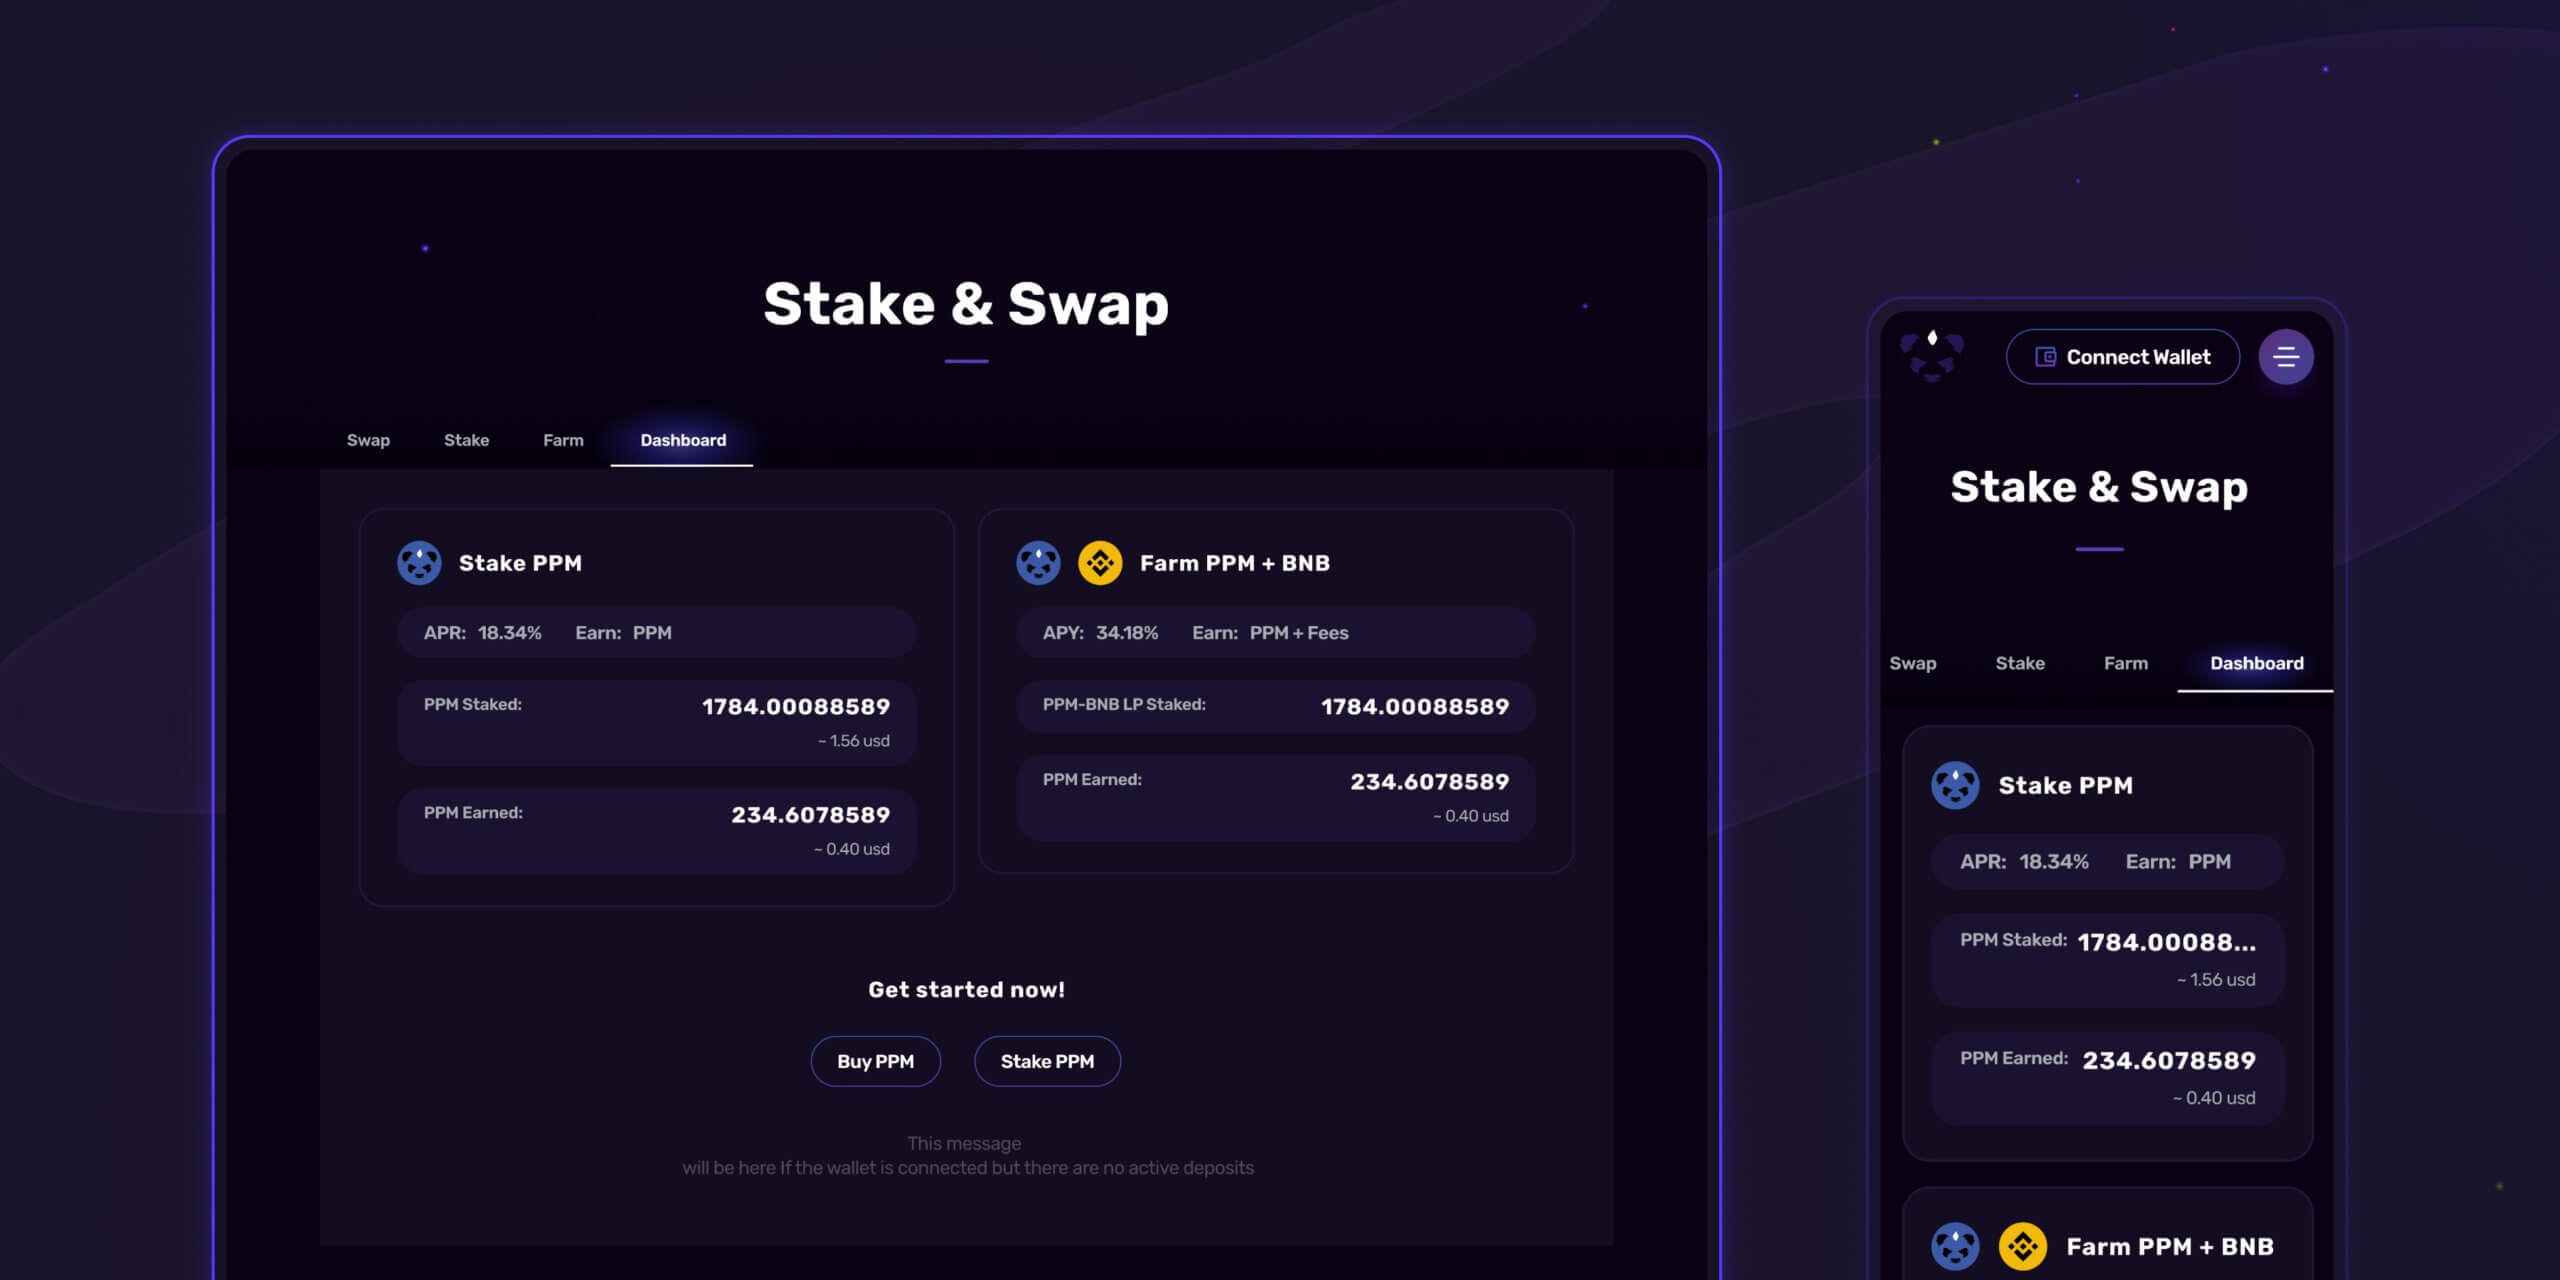 Stake & Swap
Swap Stake Farm Dashboard
Stake PPM
APR: 18.34% Earn: PPM
PPM Staked: 1784.00088589
~ 1.56 usd
PPM Earned: 234.6078589
~ 0.40 usd
Farm PPM + BNB
APY: 34.18% Earn: PPM + Fees
PPM-BNB LP Staked: 1784.00088589
PPM Earned: 234.6078589
~ 0.40 usd
Get started now!
Buy PPM Stake PPM
This message
will be here If the wallet is connected but there are no active deposits
Connect Wallet
Stake & Swap
Swap Stake Farm Dashboard
Stake PPM
APR: 18.34% Earn: PPM
PPM Staked: 1784.00088...
~ 1.56 usd
PPM Earned: 234.6078589
~ 0.40 usd
Farm PPM + BNB